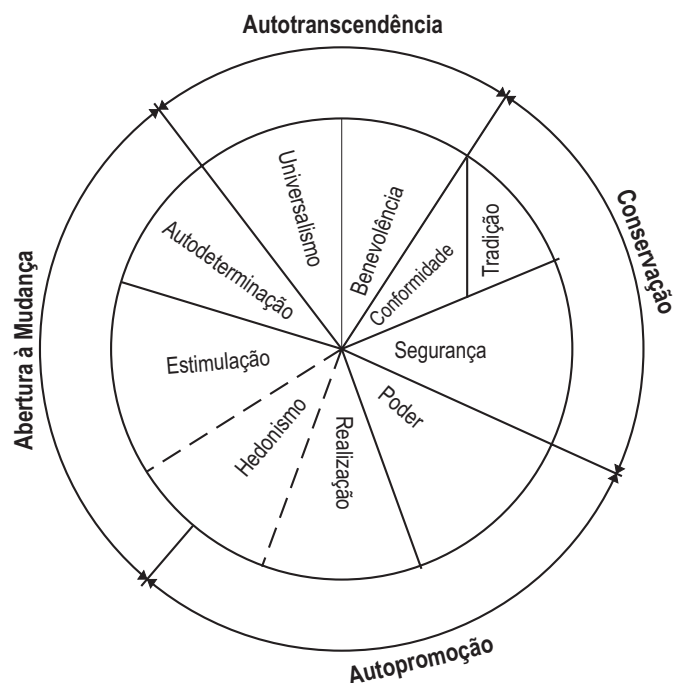 Autotranscendência
Universalismo
Benevolência
Conformidade
Tradição
Conservação
Autodeterminação
Abertura à Mudança
Estimulação
Segurança
Poder
Hedonismo
Realização
Autopromoção